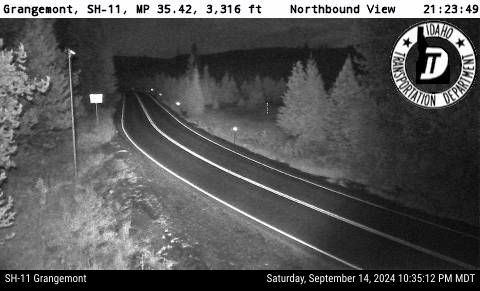 Grangemont, SH-11, MP 35.42, 3,316 ft Northbound View 21:23:49
IDAHO
TRANSPORTATION DEPARTMENT
SH-11 Grangemont Saturday, September 14, 2024 10:35:12 PM MDT